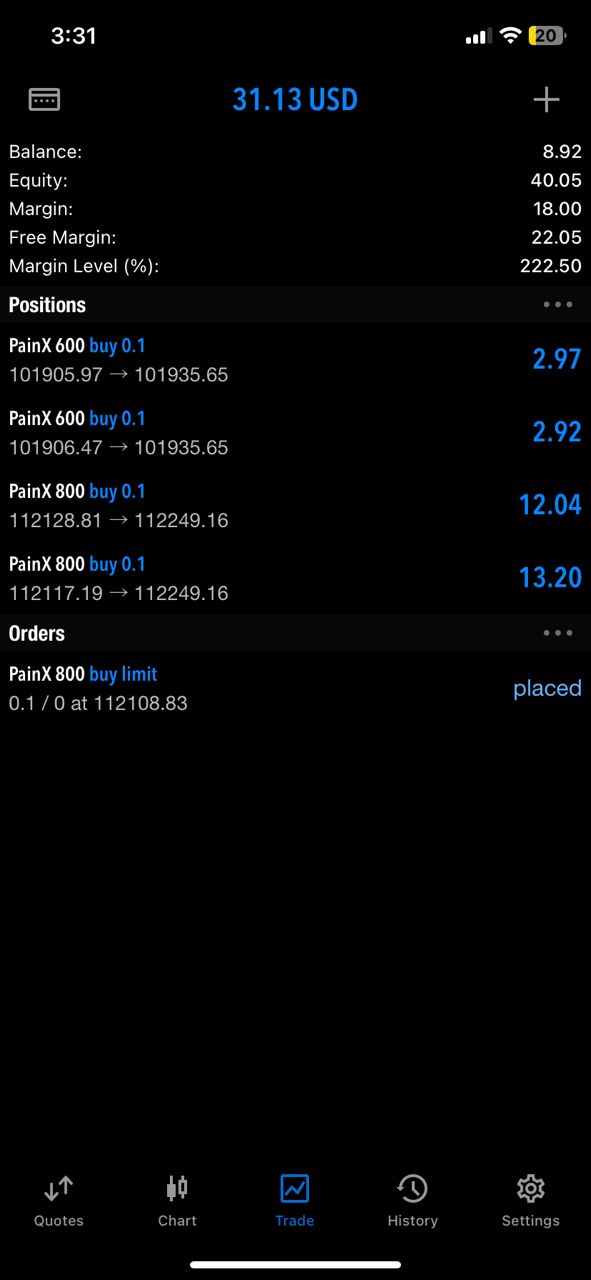 3:31
20
31.13 USD
Balance: 8.92
Equity: 40.05
Margin: 18.00
Free Margin: 22.05
Margin Level (%): 222.50
Positions
PainX 600 buy 0.1
101905.97 → 101935.65
2.97
PainX 600 buy 0.1
101906.47 → 101935.65
2.92
PainX 800 buy 0.1
112128.81 → 112249.16
12.04
PainX 800 buy 0.1
112117.19 → 112249.16
13.20
Orders
PainX 800 buy limit
0.1 / 0 at 112108.83
placed
Quotes
Chart
Trade
History
Settings